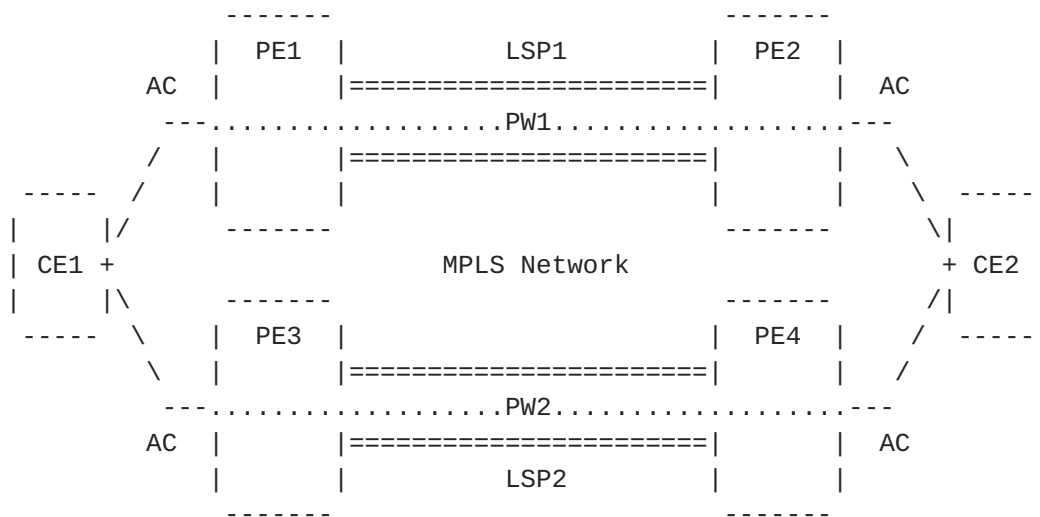 PE1 LSP1 PE2
AC AC
PW1
CE1 MPLS Network CE2
PE3 PE4
PW2
AC AC
LSP2